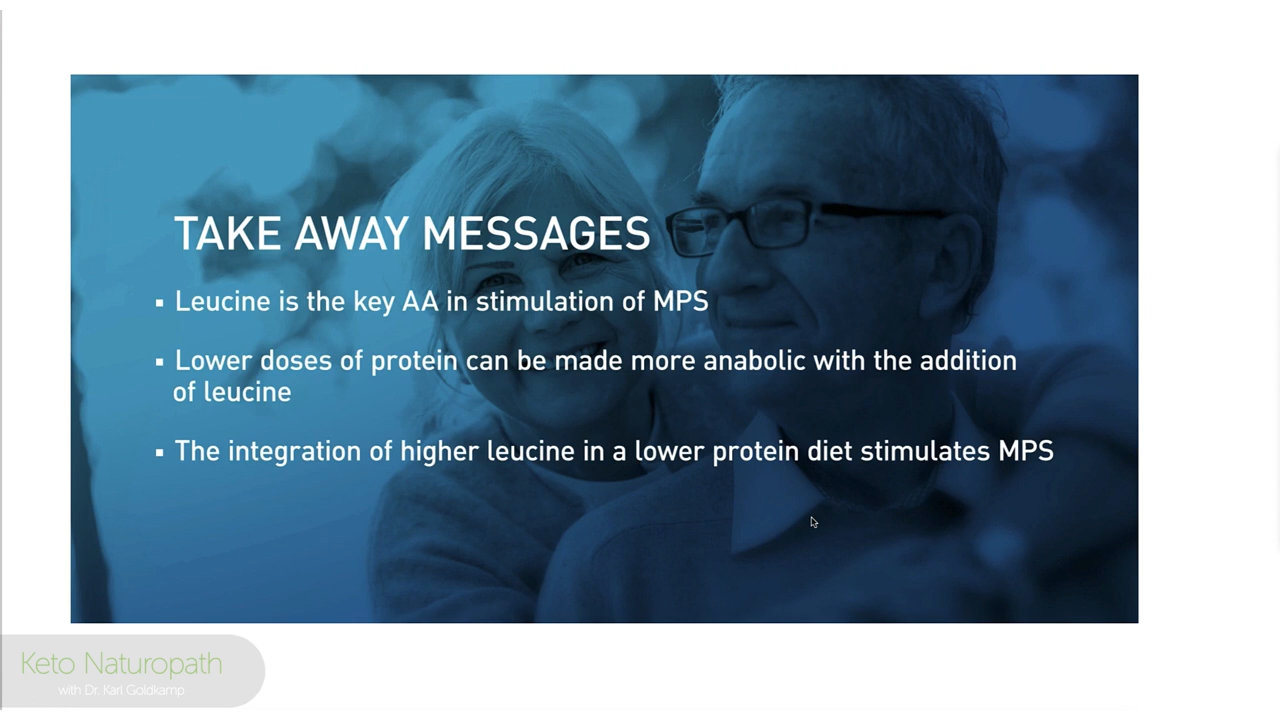 TAKE AWAY MESSAGES
▪ Leucine is the key AA in stimulation of MPS
▪ Lower doses of protein can be made more anabolic with the addition
of leucine
▪ The integration of higher leucine in a lower protein diet stimulates MPS
Keto Naturopath
with Dr. Karl Goldkamp